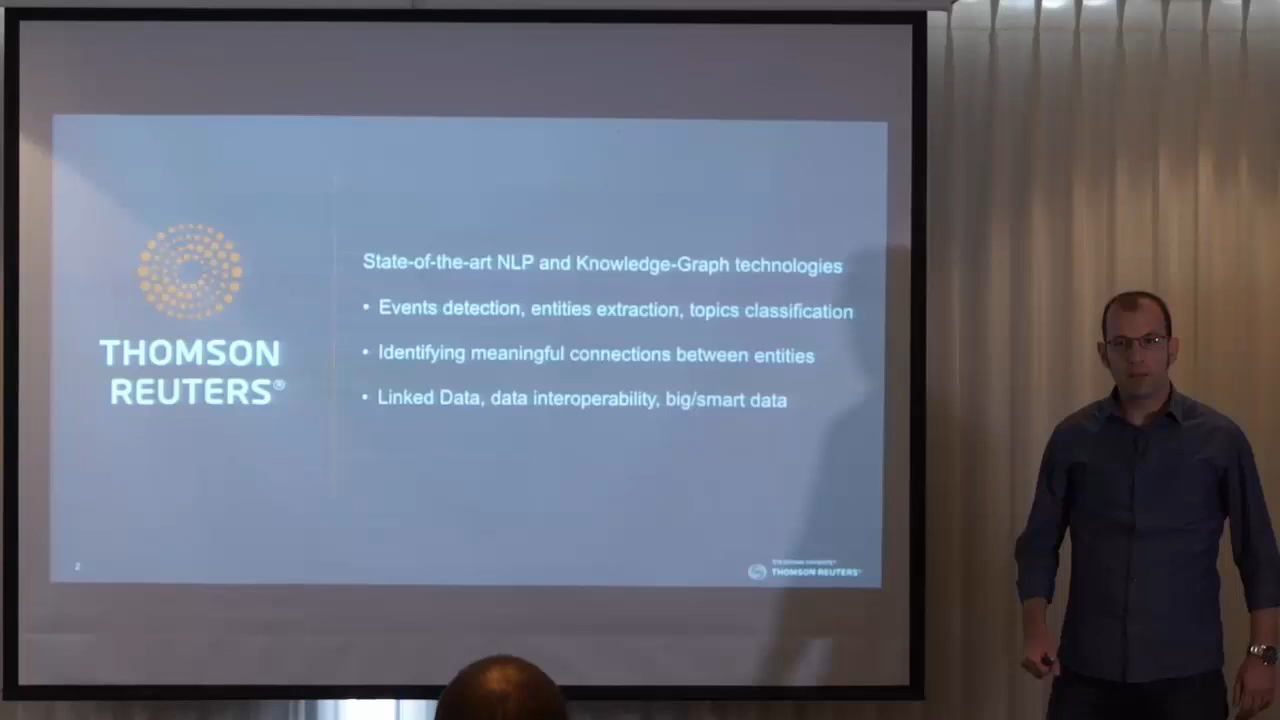 THOMSON
REUTERS®
State-of-the-art NLP and Knowledge-Graph technologies
• Events detection, entities extraction, topics classification
• Identifying meaningful connections between entities
• Linked Data, data interoperability, big/smart data
2
THOMSON REUTERS®